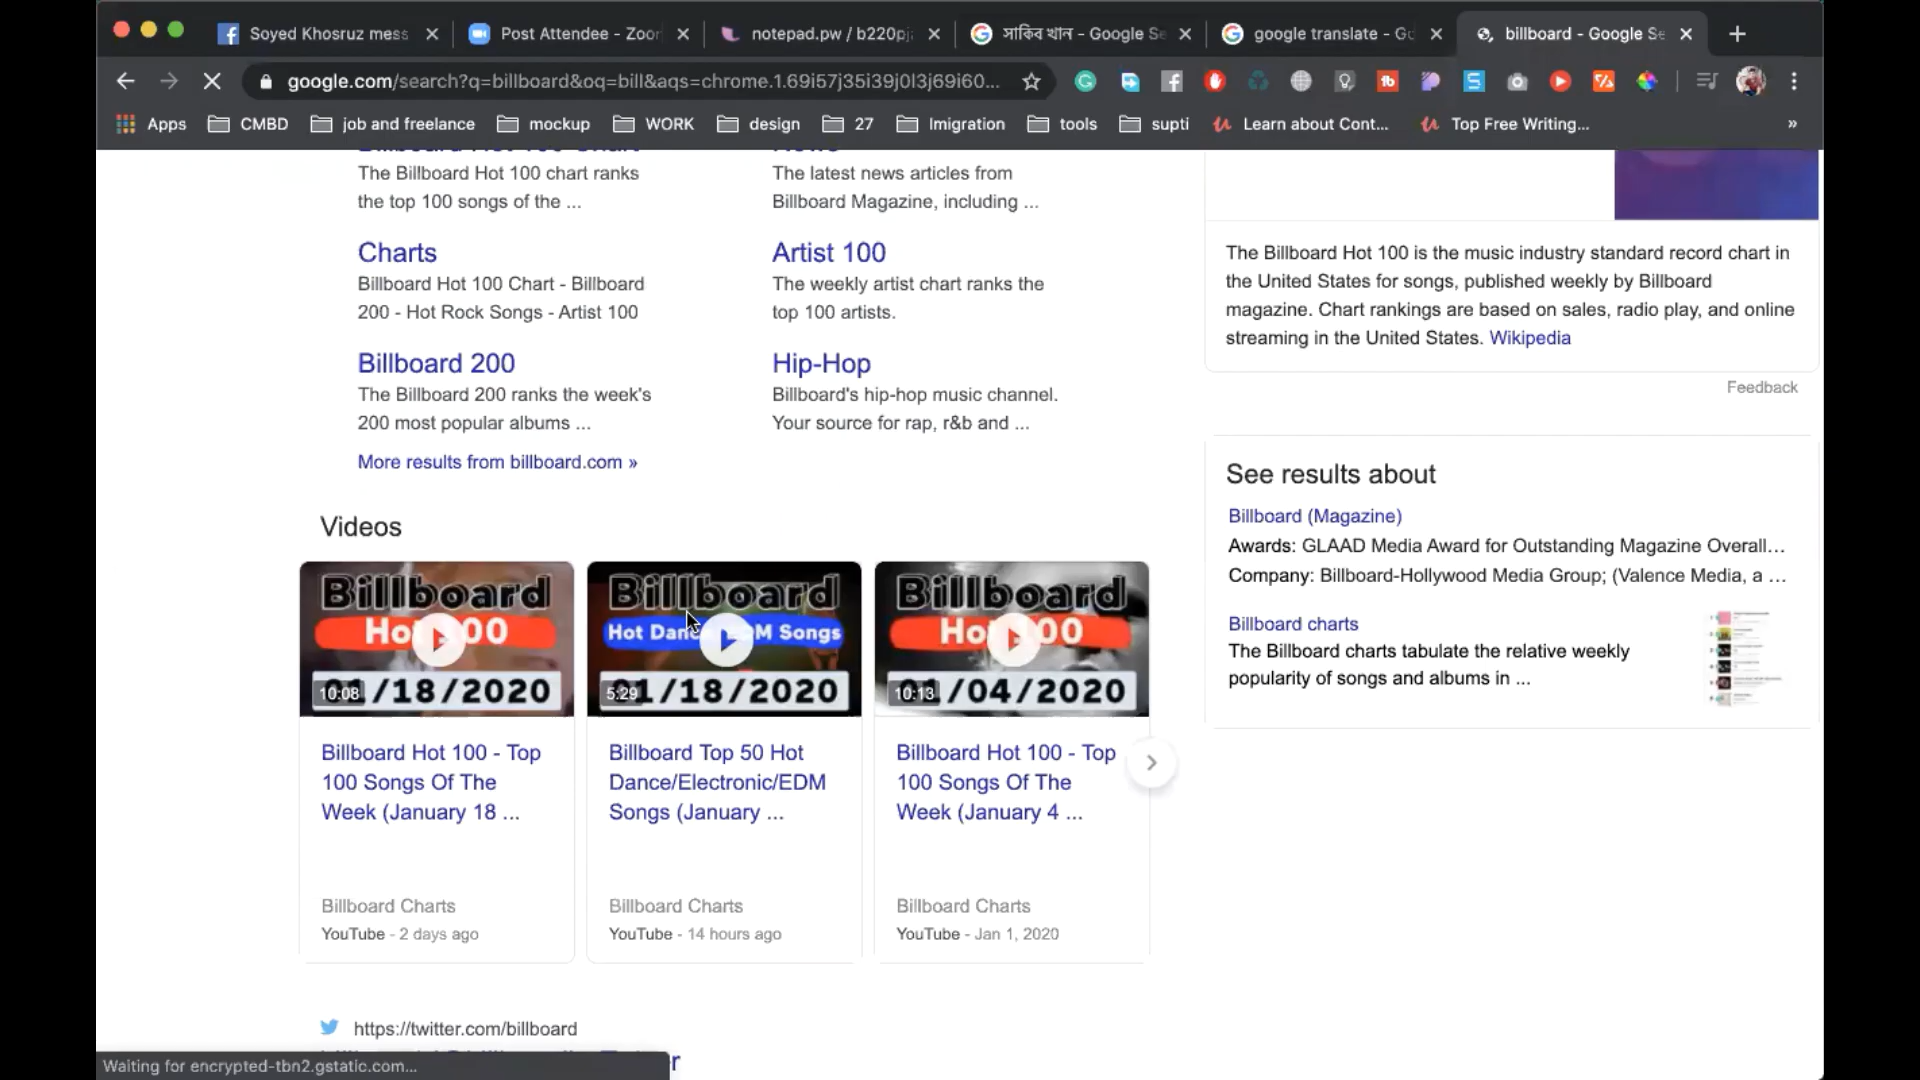 Soyed Khosruz mess
Post Attendee - Zoor
notepad.pw / b220pj
সাকিব খান - Google Se
google translate - Go
billboard - Google Se
google.com/search?q=billboard&oq=bill&aqs=chrome.1.69i57j35i39j0l3j69i60...
Apps
CMBD
job and freelance
mockup
WORK
design
27
Imigration
tools
supti
Learn about Cont...
Top Free Writing...
»
Billboard Hot 100 Chart
The Billboard Hot 100 chart ranks
the top 100 songs of the ...
News
The latest news articles from
Billboard Magazine, including ...
Charts
Billboard Hot 100 Chart - Billboard
200 - Hot Rock Songs - Artist 100
Artist 100
The weekly artist chart ranks the
top 100 artists.
Billboard 200
The Billboard 200 ranks the week's
200 most popular albums ...
Hip-Hop
Billboard's hip-hop music channel.
Your source for rap, r&b and ...
More results from billboard.com »
Videos
Billboard
10:08
/18/2020
Billboard Hot 100 - Top
100 Songs Of The
Week (January 18 ...
Billboard Charts
YouTube - 2 days ago
Billboard
5:29
/18/2020
Billboard Top 50 Hot
Dance/Electronic/EDM
Songs (January ...
Billboard Charts
YouTube - 14 hours ago
Billboard
10:13
/04/2020
Billboard Hot 100 - Top
100 Songs Of The
Week (January 4 ...
Billboard Charts
YouTube - Jan 1, 2020
https://twitter.com/billboard
Waiting for encrypted-tbn2.gstatic.com...
The Billboard Hot 100 is the music industry standard record chart in
the United States for songs, published weekly by Billboard
magazine. Chart rankings are based on sales, radio play, and online
streaming in the United States. Wikipedia
Feedback
See results about
Billboard (Magazine)
Awards: GLAAD Media Award for Outstanding Magazine Overall...
Company: Billboard-Hollywood Media Group; (Valence Media, a ...
Billboard charts
The Billboard charts tabulate the relative weekly
popularity of songs and albums in ...